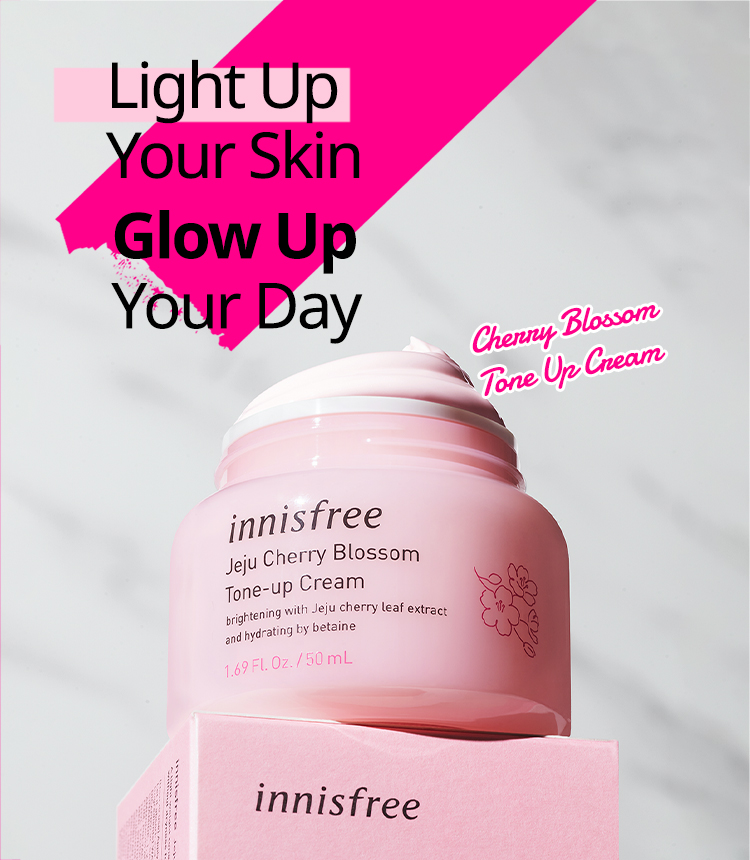 Light Up
Your Skin
Glow Up
Your Day
Cherry Blossom
Tone Up Cream
innisfree
Jeju Cherry Blossom
Tone-up Cream
brightening with Jeju cherry leaf extract
and hydrating by betaine
1.69 Fl. Oz. / 50 mL
innisfree
innisfree